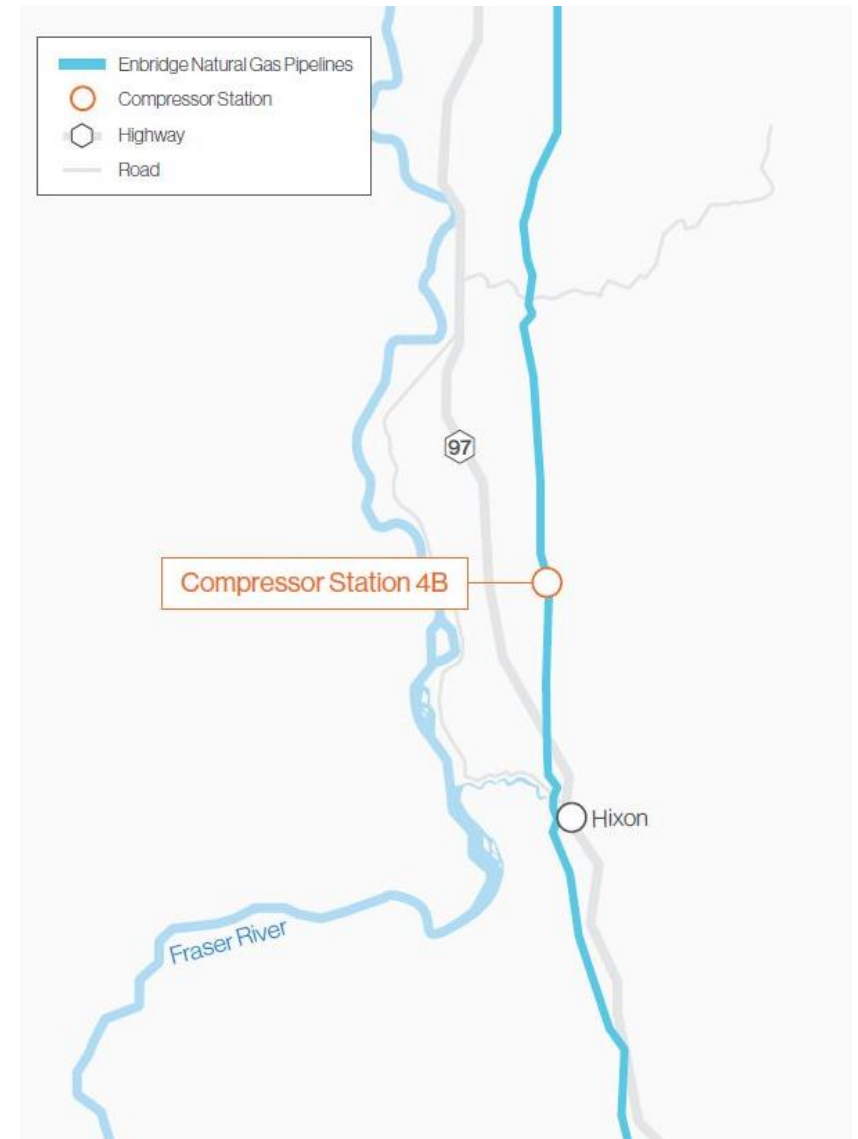 Enbridge Natural Gas Pipelines
Compressor Station
Highway
Road
97
Compressor Station 4B
Hixon
Fraser River